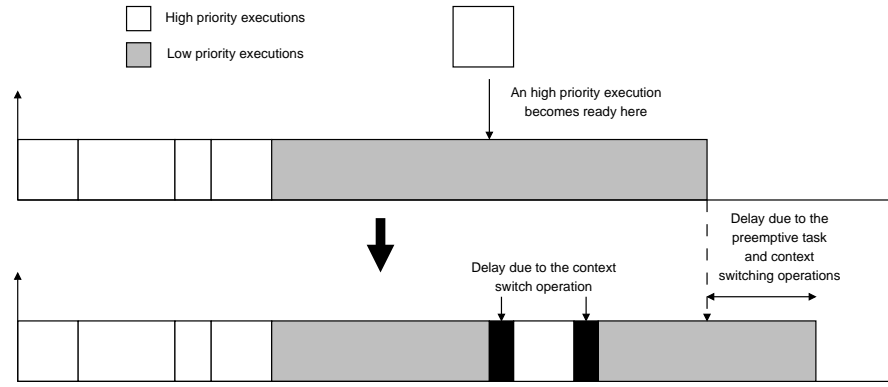 High priority executions
Low priority executions
An high priority execution
becomes ready here
Delay due to the
preemptive task
and context
switching operations
Delay due to the context
switch operation